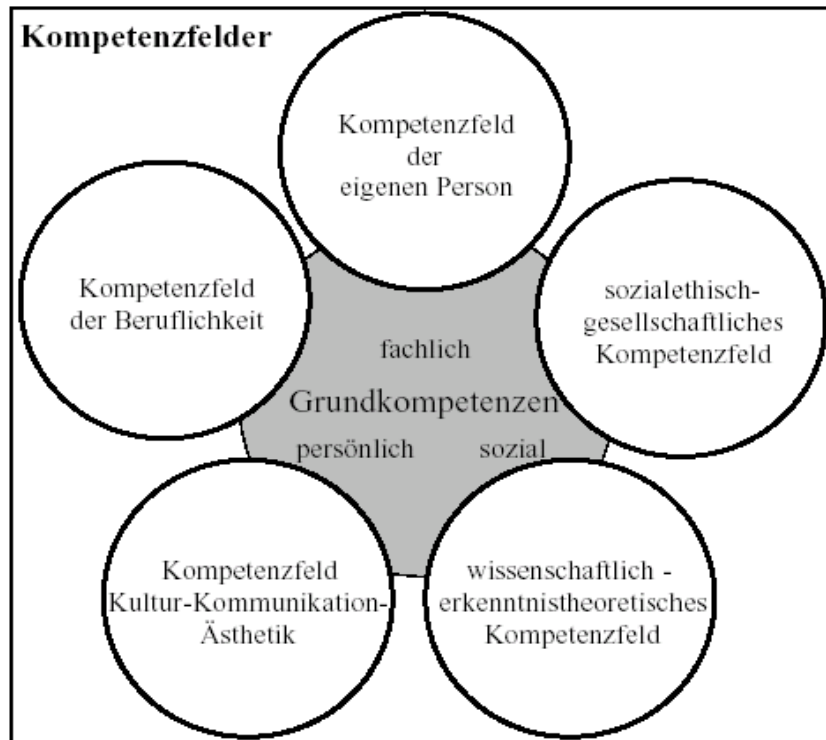 Kompetenzfelder
Kompetenzfeld
der
eigenen Person
Kompetenzfeld
der Beruflichkeit
sozialethisch-
gesellschaftliches
Kompetenzfeld
fachlich
Grundkompetenzen
persönlich sozial
Kompetenzfeld
Kultur-Kommunikation-
Ästhetik
wissenschaftlich -
erkenntnistheoretisches
Kompetenzfeld